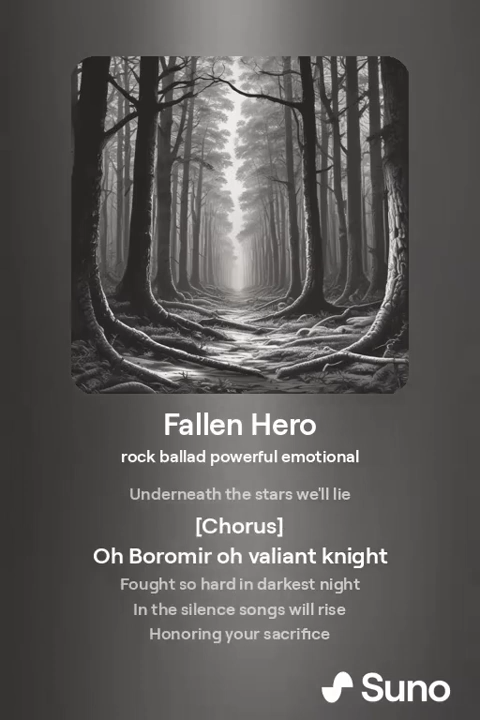 Fallen Hero
rock ballad powerful emotional
Underneath the stars we'll lie
[Chorus]
Oh Boromir oh valiant knight
Fought so hard in darkest night
In the silence songs will rise
Honoring your sacrifice
Suno